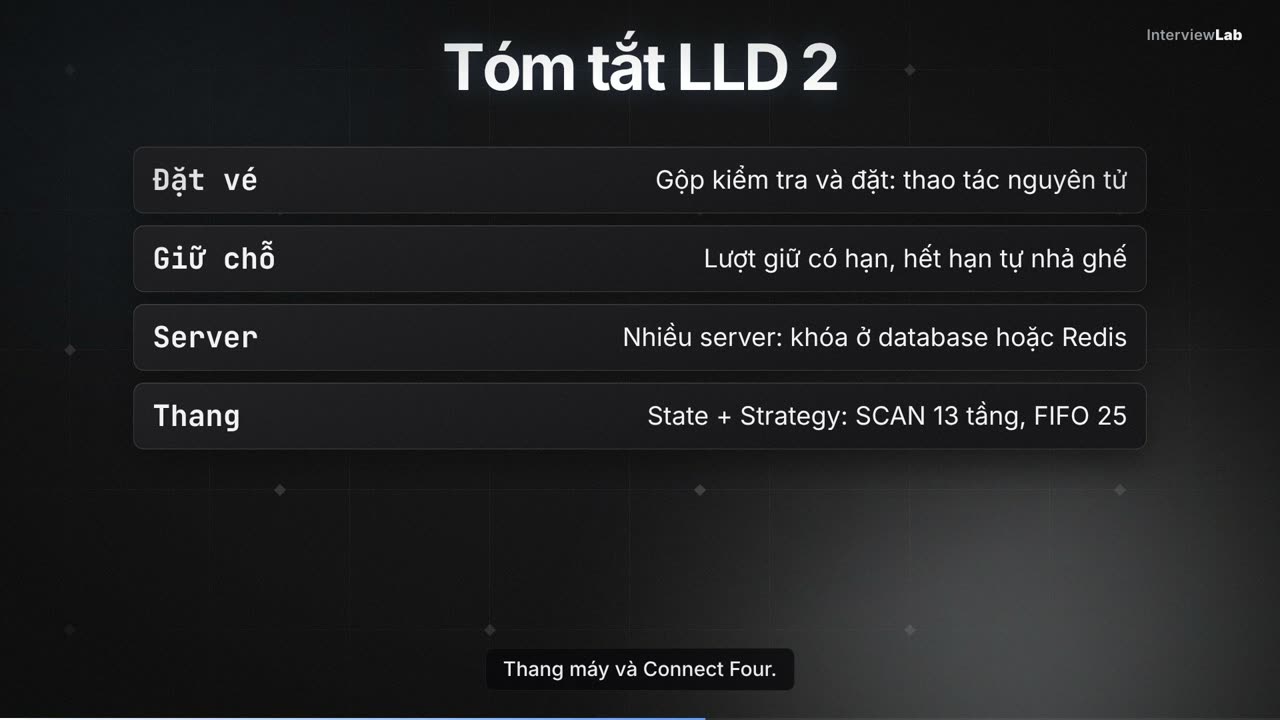 InterviewLab
Tóm tắt LLD 2
Đặt vé Gộp kiểm tra và đặt: thao tác nguyên tử
Giữ chỗ Lượt giữ có hạn, hết hạn tự nhả ghế
Server Nhiều server: khóa ở database hoặc Redis
Thang State + Strategy: SCAN 13 tầng, FIFO 25
Thang máy và Connect Four.